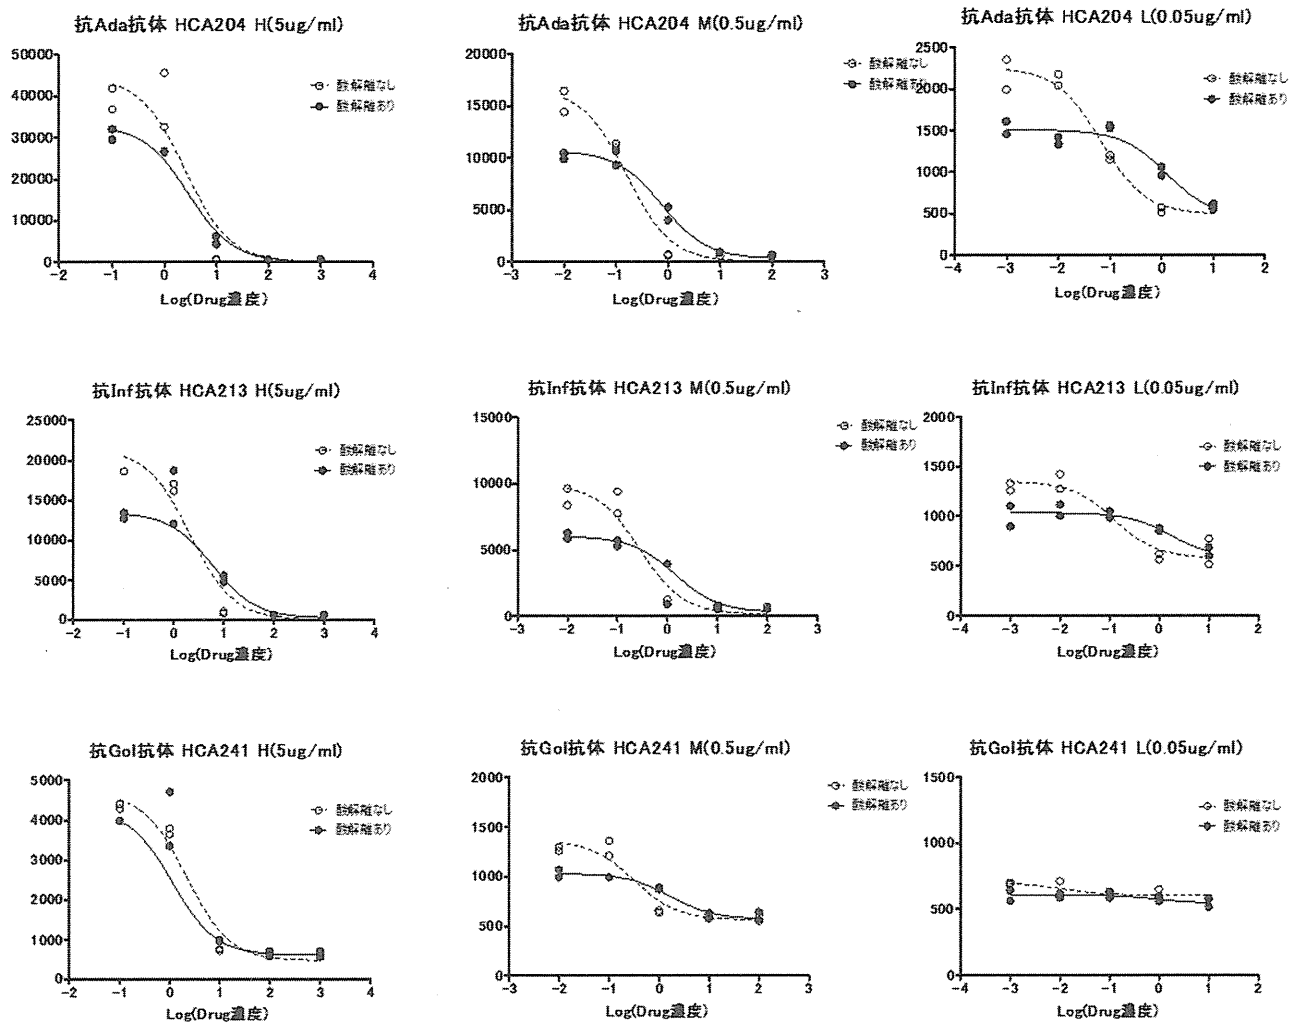 抗Ada抗体 HCA204 H(5ug/ml)
50000
40000
30000
20000
10000
0
-2 -1 0 1 2 3 4
Log(Drug濃度)
酸解離なし
酸解離あり
抗Ada抗体 HCA204 M(0.5ug/ml)
20000
15000
10000
5000
0
-3 -2 -1 0 1 2 3
Log(Drug濃度)
酸解離なし
酸解離あり
抗Ada抗体 HCA204 L(0.05ug/ml)
2500
2000
1500
1000
500
0
-4 -3 -2 -1 0 1 2
Log(Drug濃度)
酸解離なし
酸解離あり
抗Inf抗体 HCA213 H(5ug/ml)
25000
20000
15000
10000
5000
0
-2 -1 0 1 2 3 4
Log(Drug濃度)
酸解離なし
酸解離あり
抗Inf抗体 HCA213 M(0.5ug/ml)
15000
10000
5000
0
-3 -2 -1 0 1 2 3
Log(Drug濃度)
酸解離なし
酸解離あり
抗Inf抗体 HCA213 L(0.05ug/ml)
2000
1500
1000
500
0
-4 -3 -2 -1 0 1 2
Log(Drug濃度)
酸解離なし
酸解離あり
抗Gol抗体 HCA241 H(5ug/ml)
5000
4000
3000
2000
1000
0
-2 -1 0 1 2 3 4
Log(Drug濃度)
酸解離なし
酸解離あり
抗Gol抗体 HCA241 M(0.5ug/ml)
2000
1500
1000
500
0
-3 -2 -1 0 1 2 3
Log(Drug濃度)
酸解離なし
酸解離あり
抗Gol抗体 HCA241 L(0.05ug/ml)
1500
1000
500
0
-4 -3 -2 -1 0 1 2
Log(Drug濃度)
酸解離なし
酸解離あり